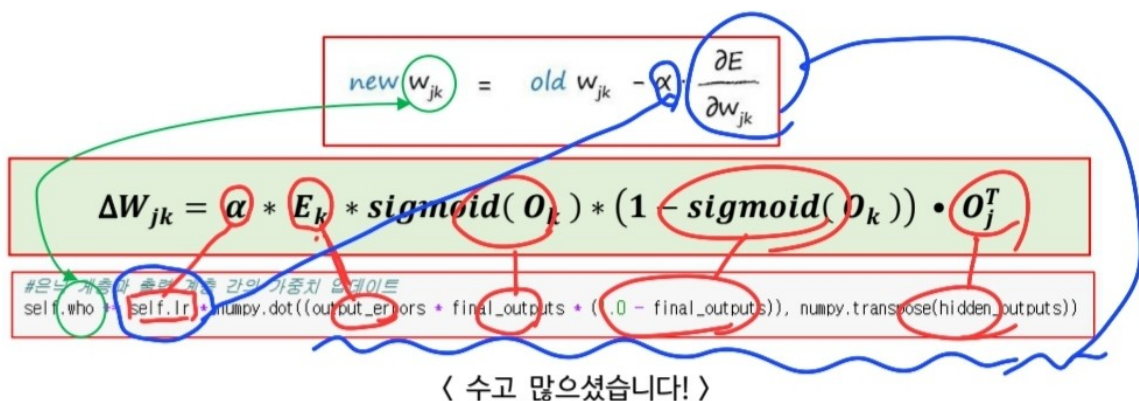 new w_jk = old w_jk - α · ∂E/∂w_jk
ΔW_jk = α * E_k * sigmoid( O_k ) * (1 - sigmoid( O_k )) • O_j^T
#은닉 계층과 출력 계층 간의 가중치 업데이트
self.who += self.lr * numpy.dot((output_errors * final_outputs * (1.0 - final_outputs)), numpy.transpose(hidden_outputs))
< 수고 많으셨습니다! >